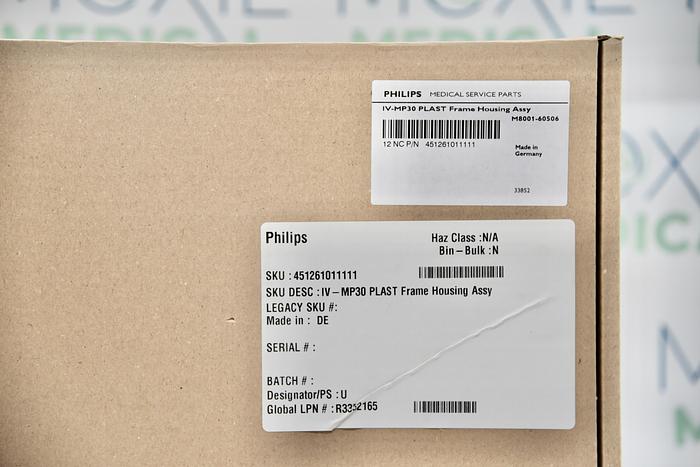 PHILIPS MEDICAL SERVICE PARTS
IV-MP30 PLAST Frame Housing Assy
M8001-60506
12 NC P/N 451261011111
Made in
Germany
33052
Philips
Haz Class :N/A
Bin-Bulk :N
SKU : 451261011111
SKU DESC : IV-MP30 PLAST Frame Housing Assy
LEGACY SKU #:
Made in : DE
SERIAL # :
BATCH # :
Designator/PS : U
Global LPN # : R3352165